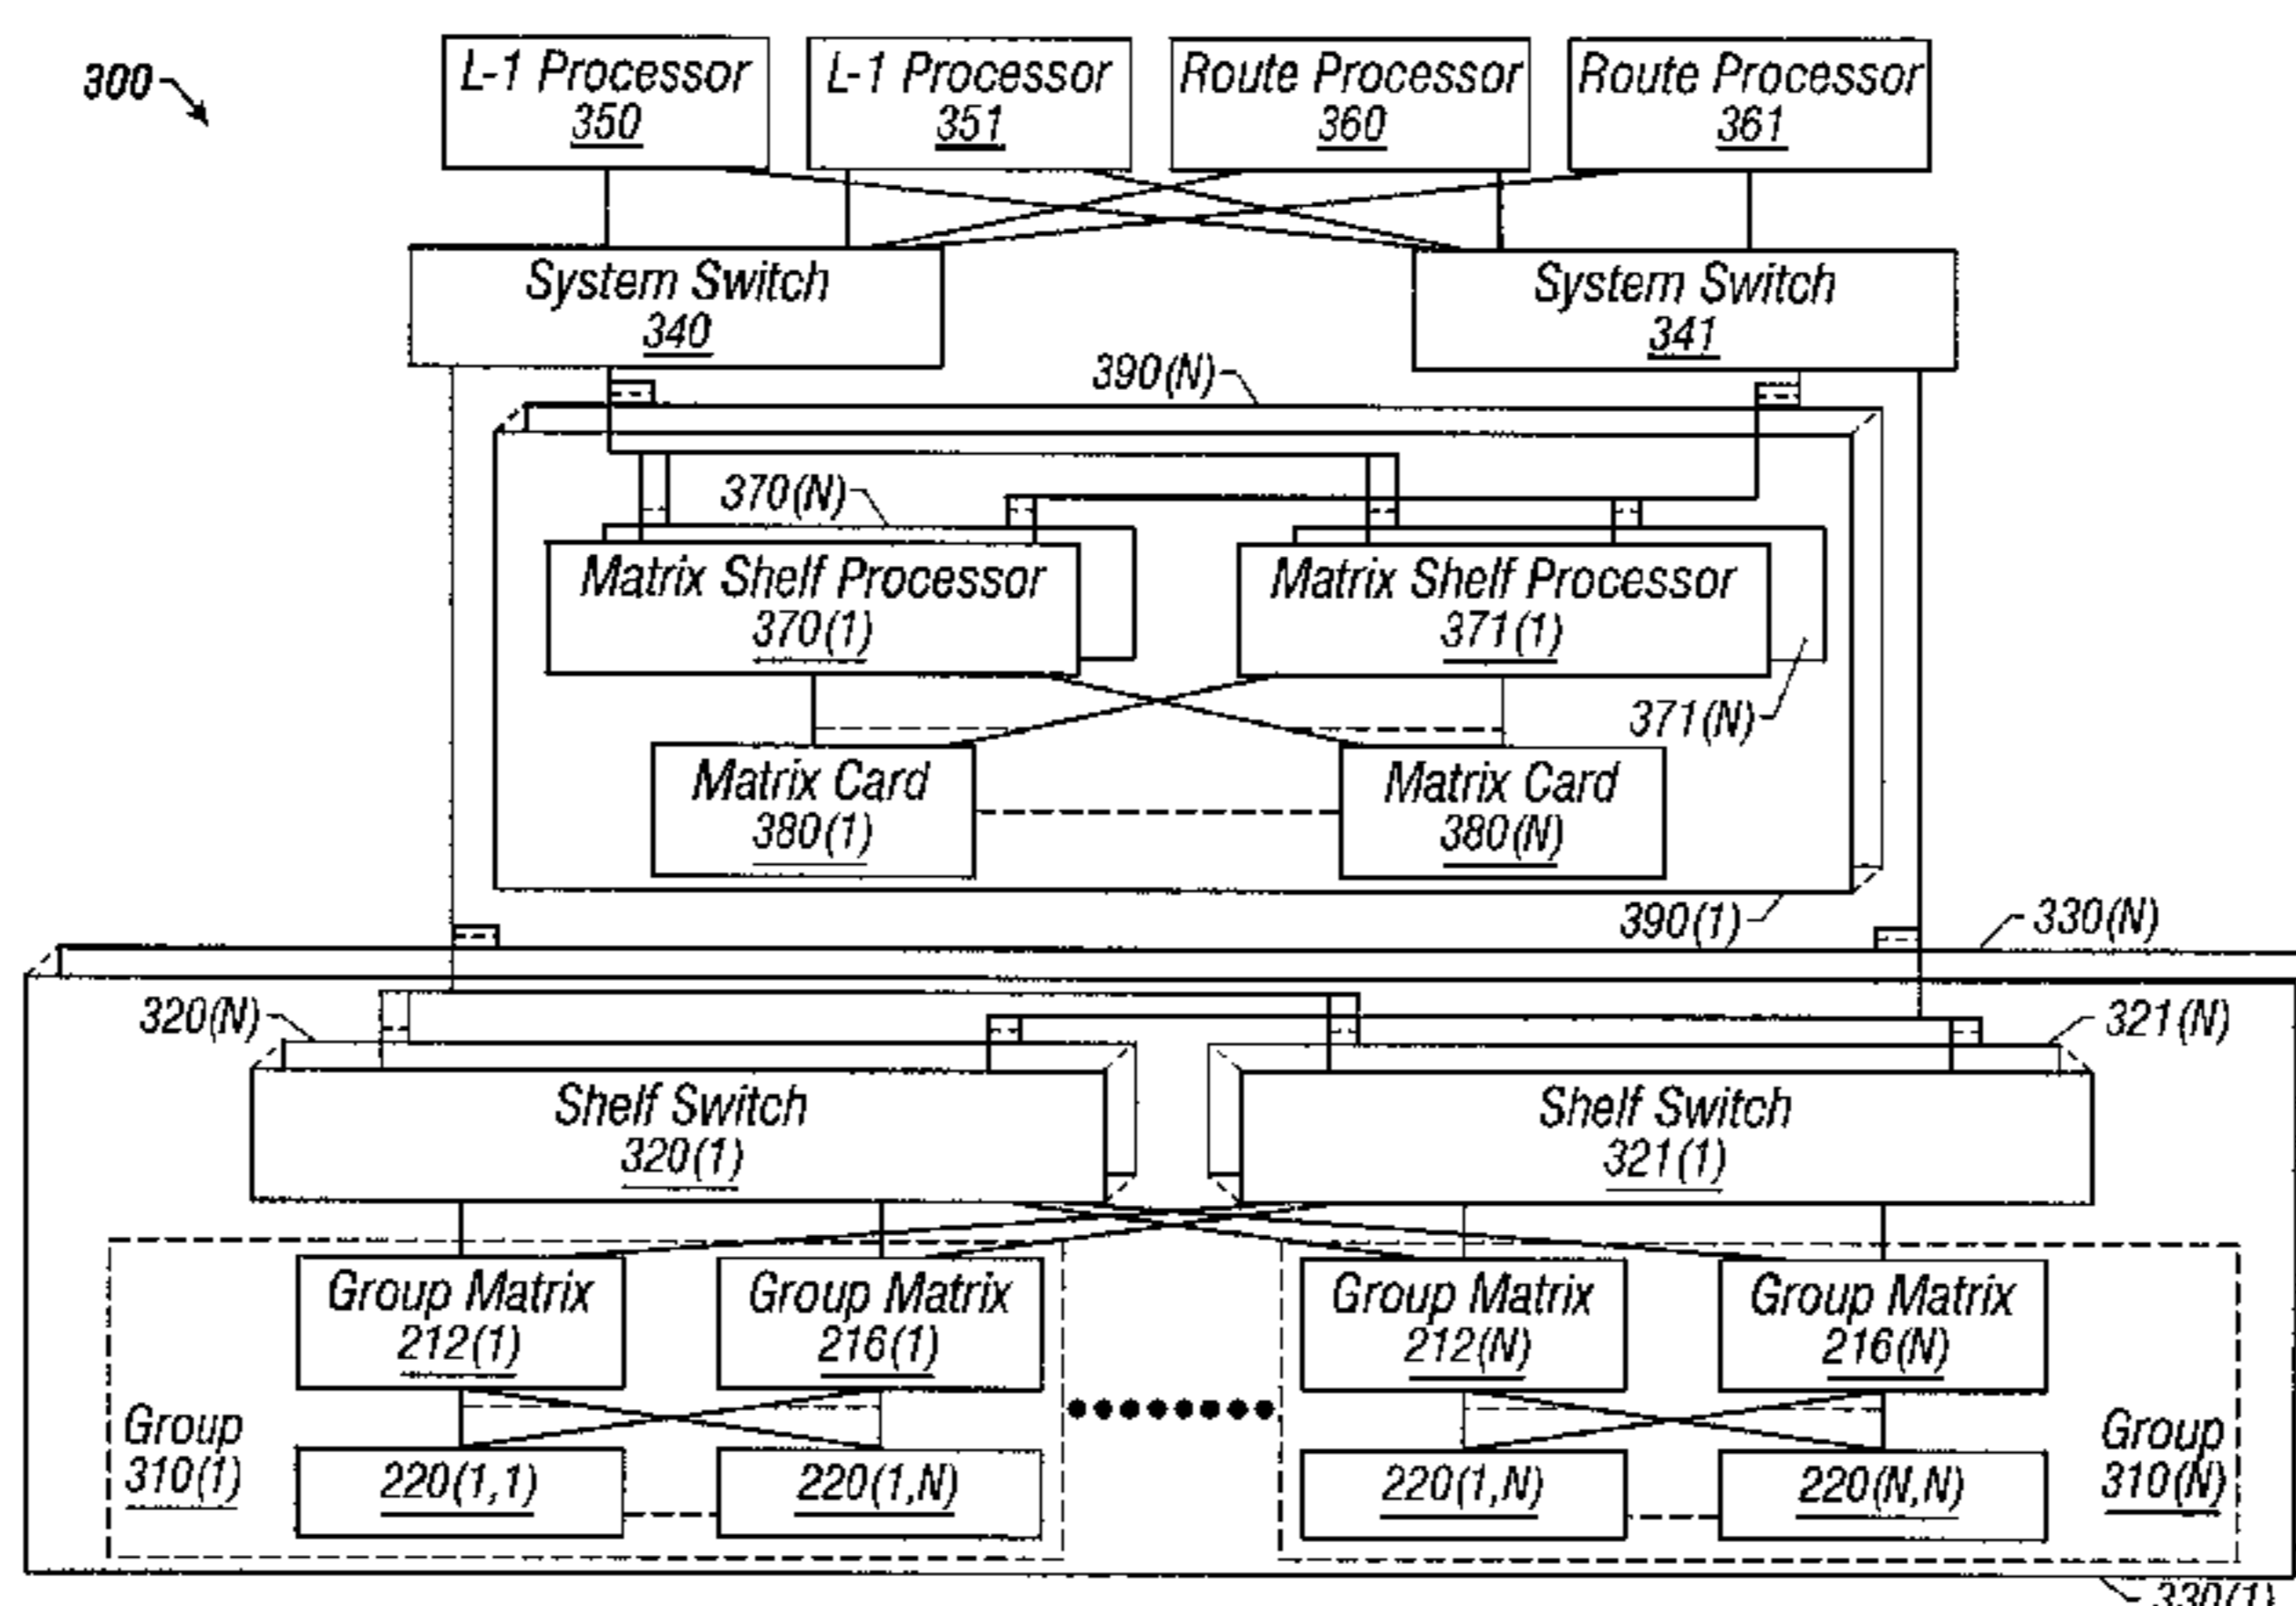 300
L-1 Processor
350
L-1 Processor
351
Route Processor
360
Route Processor
361
System Switch
340
System Switch
341
390(N)
370(N)
Matrix Shelf Processor
370(1)
Matrix Shelf Processor
371(1)
371(N)
Matrix Card
380(1)
Matrix Card
380(N)
390(1)
330(N)
320(N)
321(N)
Shelf Switch
320(1)
Shelf Switch
321(1)
Group Matrix
212(1)
Group Matrix
216(1)
Group Matrix
212(N)
Group Matrix
216(N)
Group
310(1)
220(1,1)
220(1,N)
220(1,N)
220(N,N)
Group
310(N)
330(1)